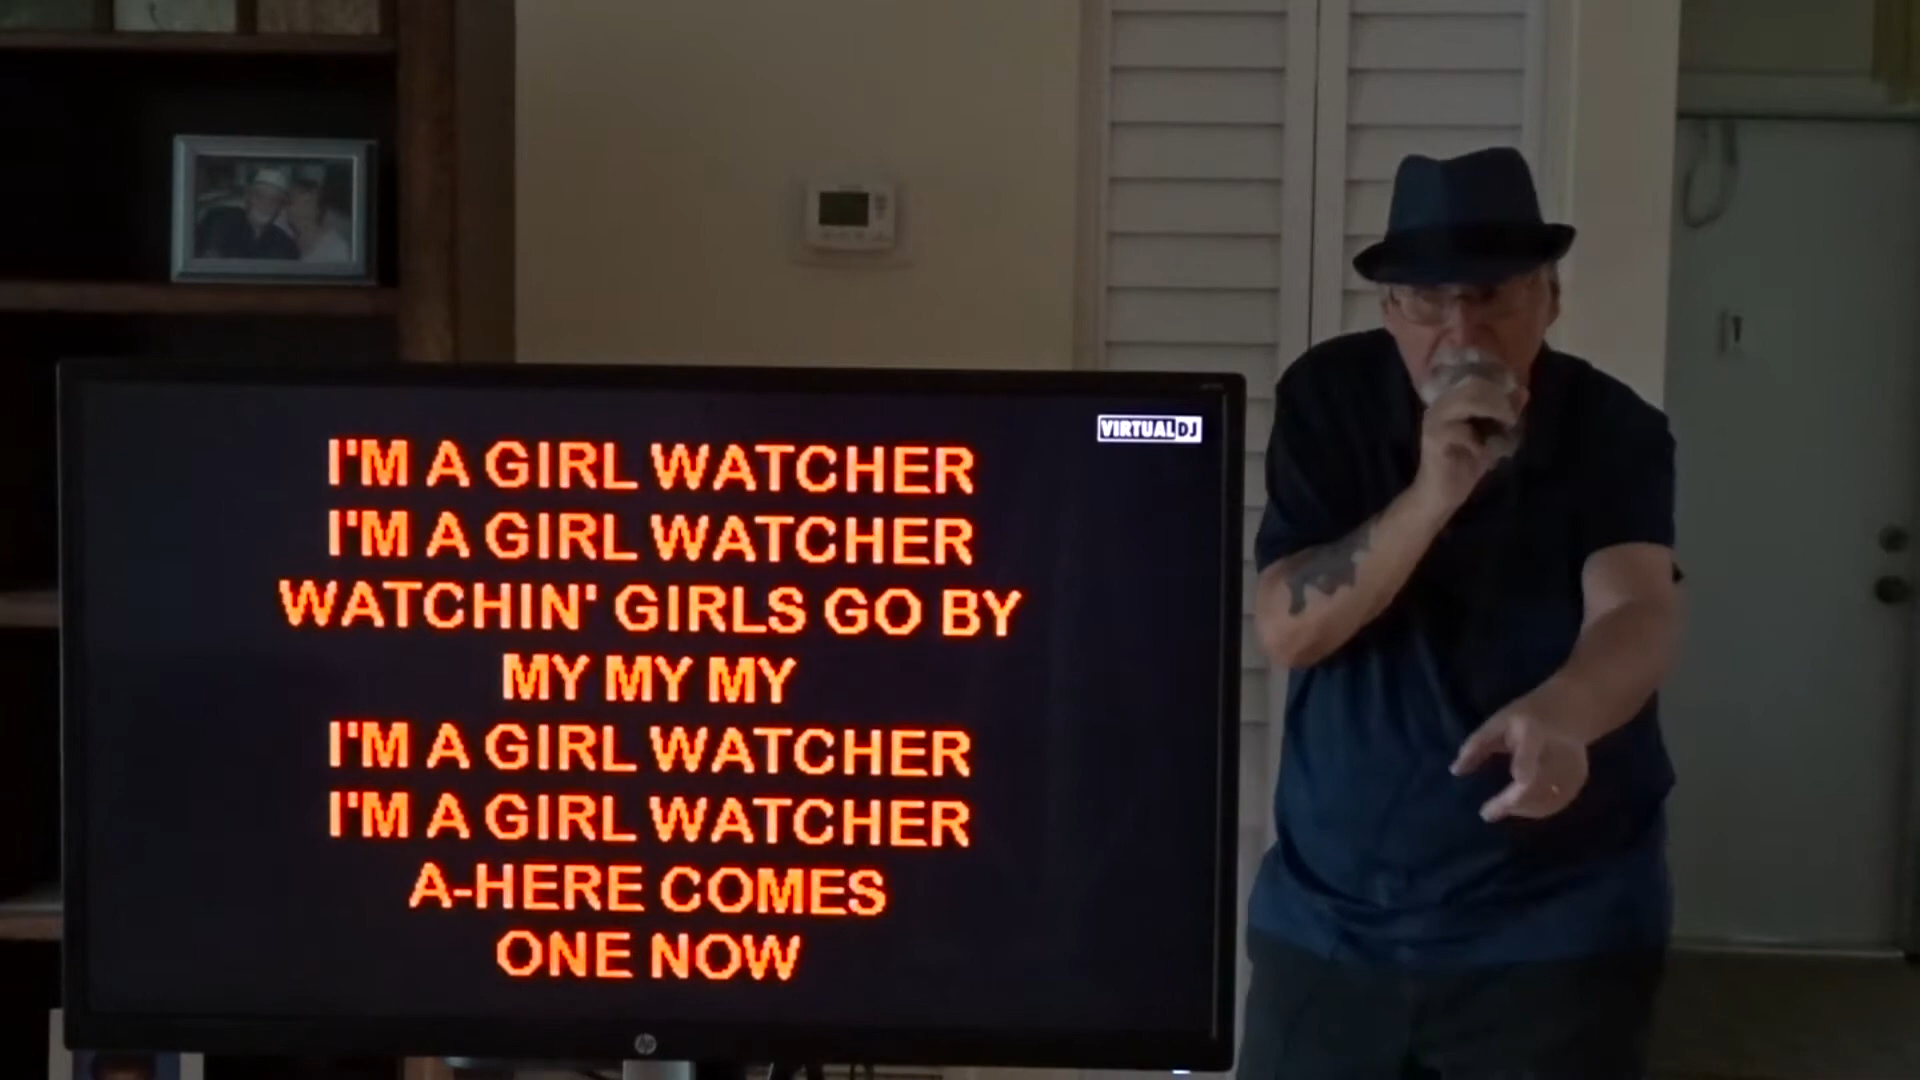 VIRTUALDJ
I'M A GIRL WATCHER
I'M A GIRL WATCHER
WATCHIN' GIRLS GO BY
MY MY MY
I'M A GIRL WATCHER
I'M A GIRL WATCHER
A-HERE COMES
ONE NOW
hp